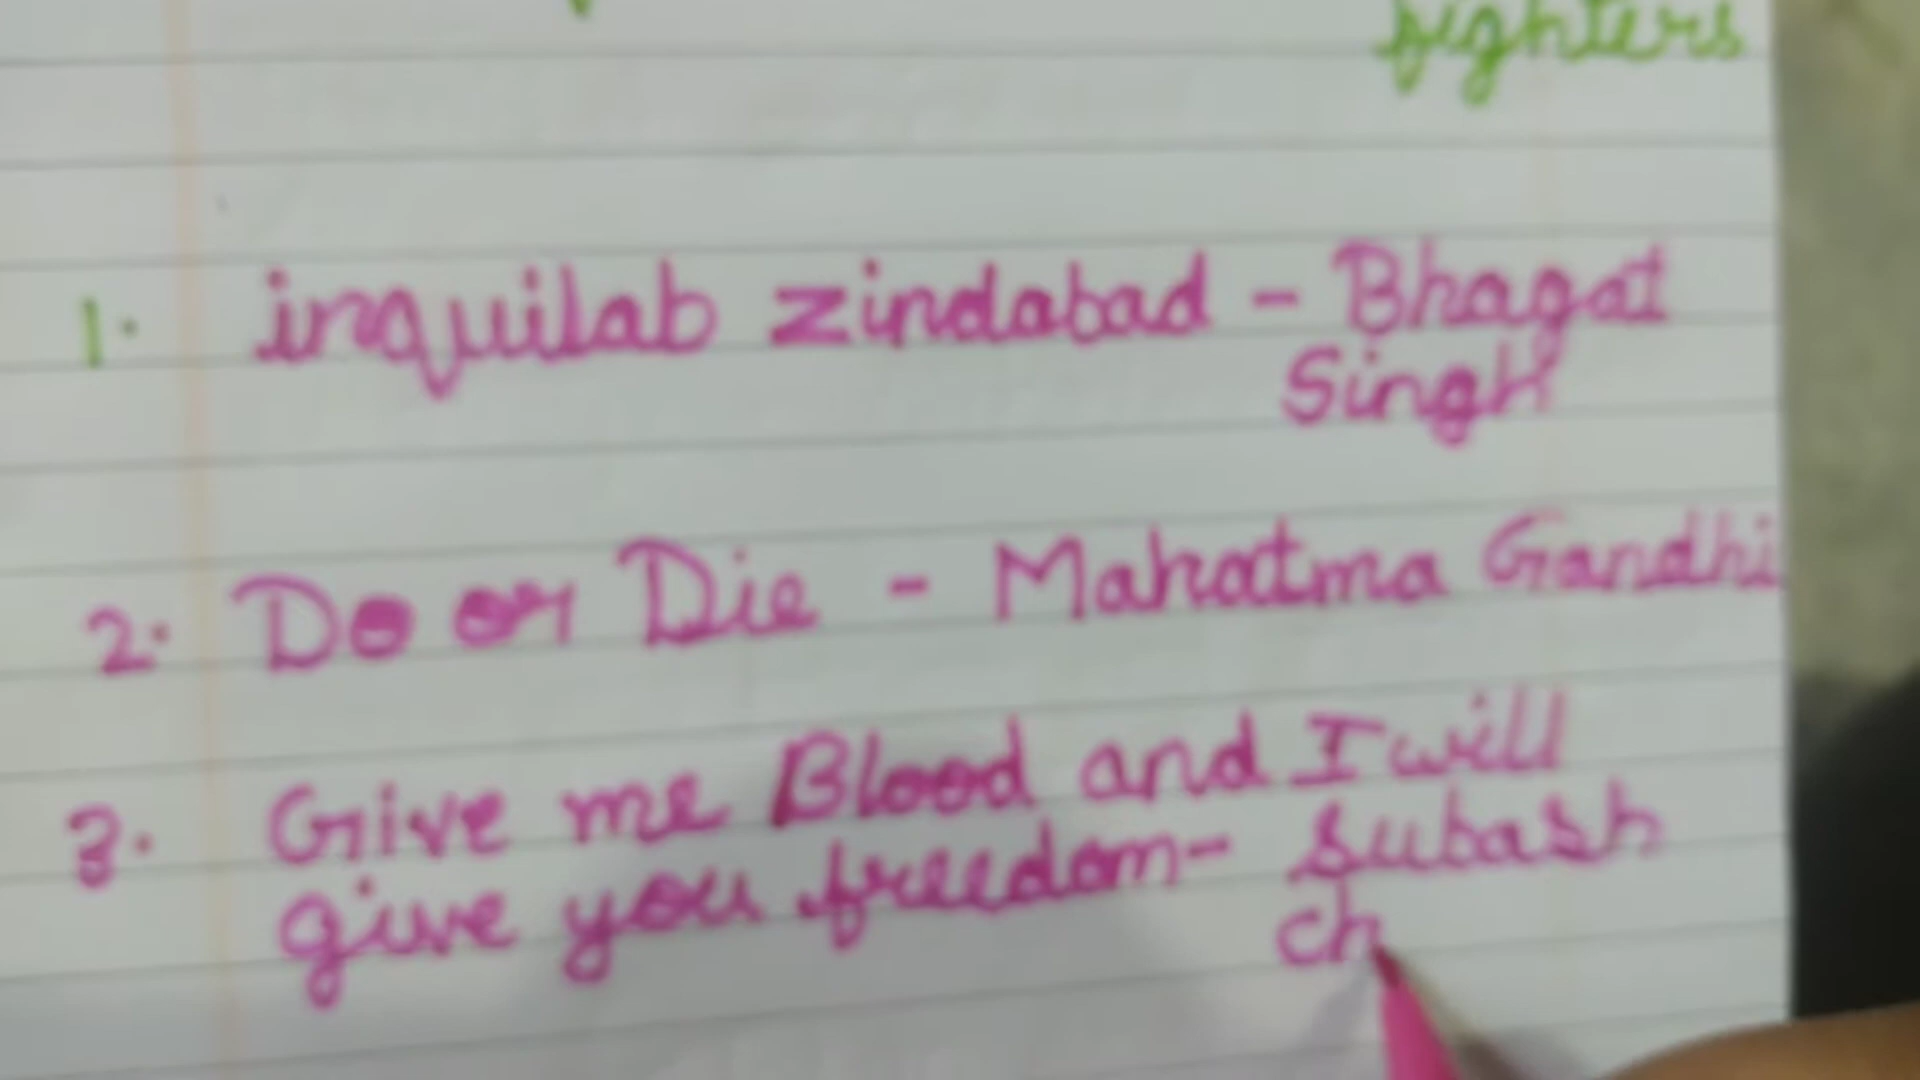 fighters
1. inquilab zindabad - Bhagat
Singh
2. Do or Die - Mahatma Gandhi
3. Give me Blood and I will
give you freedom - Subash
Ch